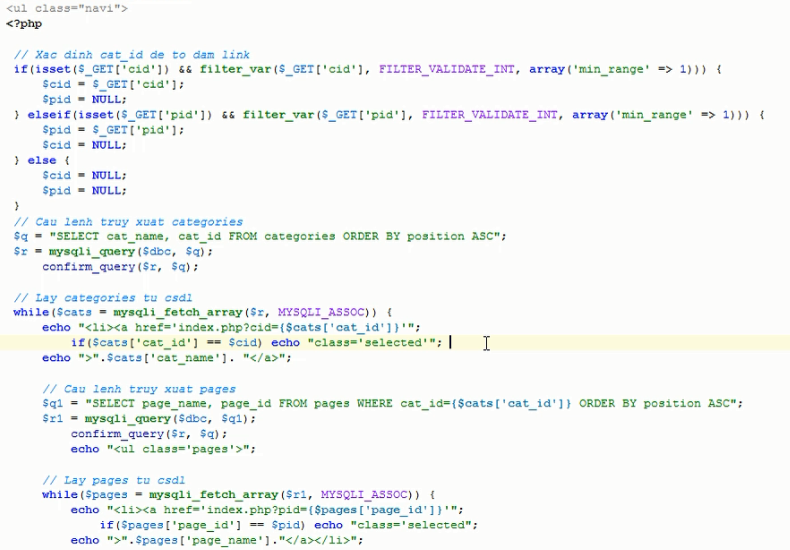 <ul class="navi">
<?php
// Xac dinh cat_id de to dam link
if(isset($_GET['cid']) && filter_var($_GET['cid'], FILTER_VALIDATE_INT, array('min_range' => 1))) {
$cid = $_GET['cid'];
$pid = NULL;
} elseif(isset($_GET['pid']) && filter_var($_GET['pid'], FILTER_VALIDATE_INT, array('min_range' => 1))) {
$pid = $_GET['pid'];
$cid = NULL;
} else {
$cid = NULL;
$pid = NULL;
}
// Cau lenh truy xuat categories
$q = "SELECT cat_name, cat_id FROM categories ORDER BY position ASC";
$r = mysqli_query($dbc, $q);
confirm_query($r, $q);
// Lay categories tu csdl
while($cats = mysqli_fetch_array($r, MYSQLI_ASSOC)) {
echo "<li><a href='index.php?cid={$cats['cat_id']}'";
if($cats['cat_id'] == $cid) echo "class='selected'";
echo ">".$cats['cat_name']. "</a>";
// Cau lenh truy xuat pages
$q1 = "SELECT page_name, page_id FROM pages WHERE cat_id={$cats['cat_id']} ORDER BY position ASC";
$r1 = mysqli_query($dbc, $q1);
confirm_query($r, $q);
echo "<ul class='pages'>";
// Lay pages tu csdl
while($pages = mysqli_fetch_array($r1, MYSQLI_ASSOC)) {
echo "<li><a href='index.php?pid={$pages['page_id']}'";
if($pages['page_id'] == $pid) echo "class='selected";
echo ">".$pages['page_name']."</a></li>";